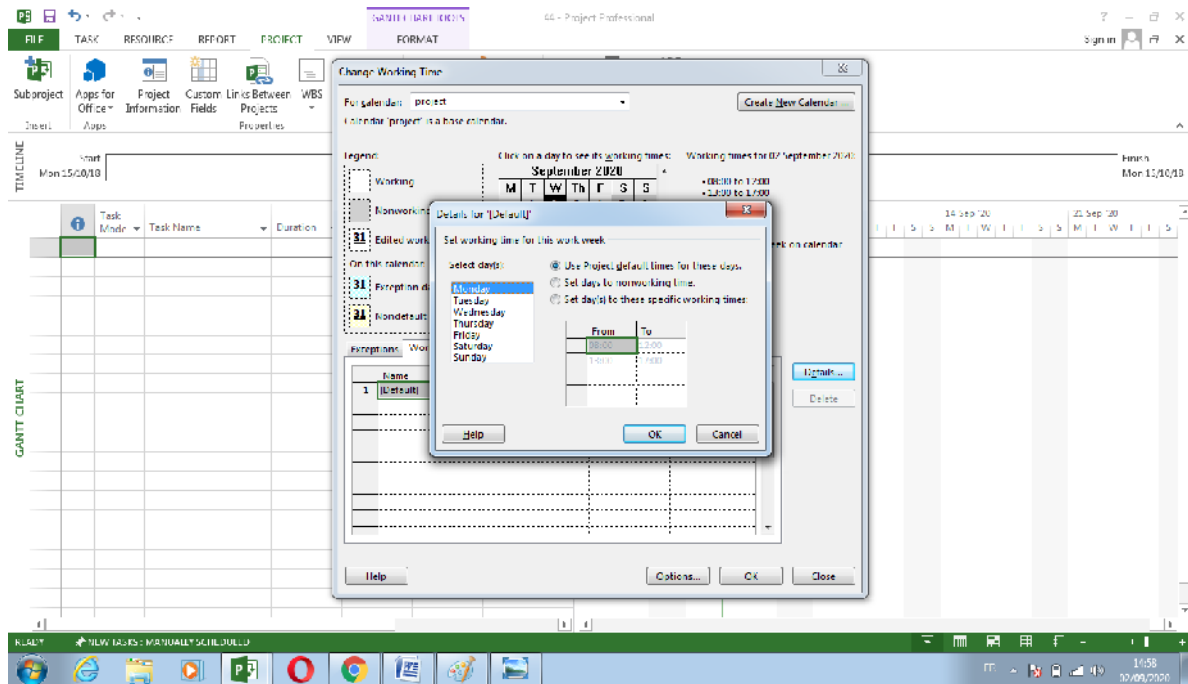 GANTT CHART TOOLS
44 - Project Professional
FILE TASK RESOURCE REPORT PROJECT VIEW FORMAT
Sign in
Subproject
Apps for Office
Project Information
Custom Fields
Links Between Projects
WBS
Insert Apps Properties
TIMELINE
Start
Mon 15/10/18
Finish
Mon 15/10/18
Task Mode
Task Name
Duration
14 Sep '20
21 Sep '20
GANTT CHART
Change Working Time
For calendar: project
Create New Calendar ...
Calendar 'project' is a base calendar.
Legend:
Working
Nonworking
31 Edited work
On this calendar:
31 Exception d
31 Nondefault
Click on a day to see its working times:
September 2020
M T W Th F S S
Working times for 02 September 2020:
• 08:00 to 12:00
• 13:00 to 17:00
ek on calendar
Exceptions Wor
Name
1 [Default]
Details...
Delete
Help
Options...
OK
Close
Details for '[Default]'
Set working time for this work week
Select day(s):
Monday
Tuesday
Wednesday
Thursday
Friday
Saturday
Sunday
Use Project default times for these days.
Set days to nonworking time.
Set day(s) to these specific working times:
From To
08:00 12:00
13:00 17:00
Help
OK
Cancel
READY
NEW TASKS : MANUALLY SCHEDULED
FR
14:58
02/09/2020